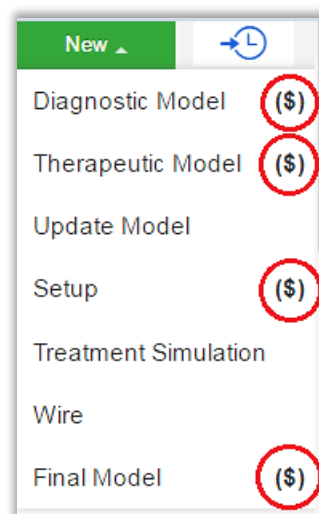 New
Diagnostic Model ($)
Therapeutic Model ($)
Update Model
Setup ($)
Treatment Simulation
Wire
Final Model ($)